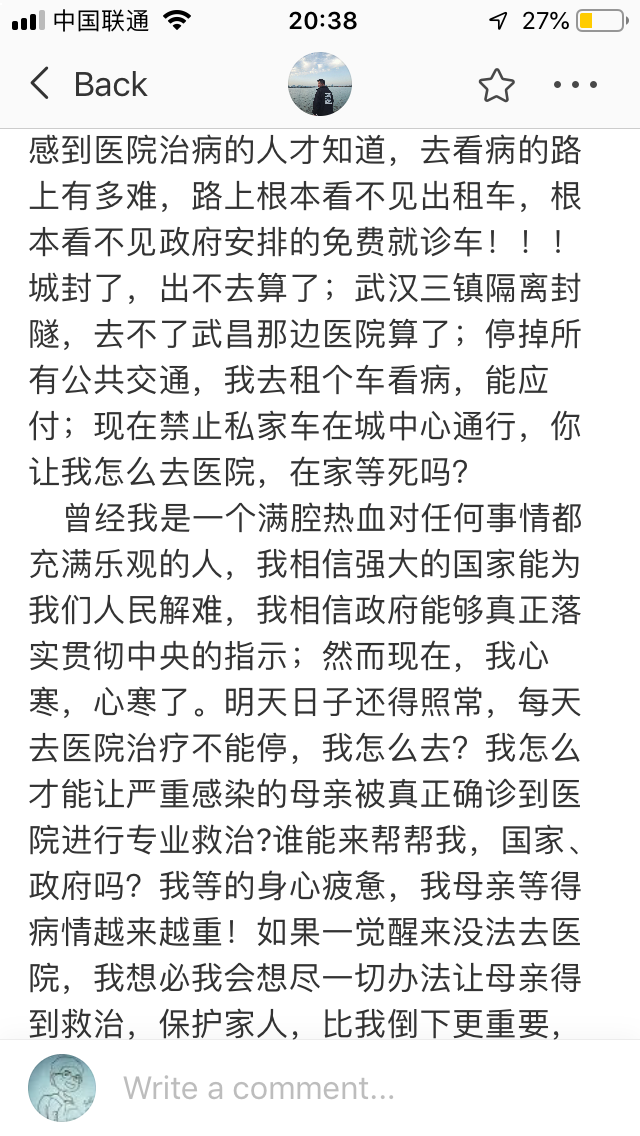 中国联通
20:38
27%
Back
感到医院治病的人才知道，去看病的路
上有多难，路上根本看不见出租车，根
本看不见政府安排的免费就诊车！！！
城封了，出不去算了；武汉三镇隔离封
隧，去不了武昌那边医院算了；停掉所
有公共交通，我去租个车看病，能应
付；现在禁止私家车在城中心通行，你
让我怎么去医院，在家等死吗？
曾经我是一个满腔热血对任何事情都
充满乐观的人，我相信强大的国家能为
我们人民解难，我相信政府能够真正落
实贯彻中央的指示；然而现在，我心
寒，心寒了。明天日子还得照常，每天
去医院治疗不能停，我怎么去？我怎么
才能让严重感染的母亲被真正确诊到医
院进行专业救治?谁能来帮帮我，国家、
政府吗？我等的身心疲惫，我母亲等得
病情越来越重！如果一觉醒来没法去医
院，我想必我会想尽一切办法让母亲得
到救治，保护家人，比我倒下更重要，
Write a comment...